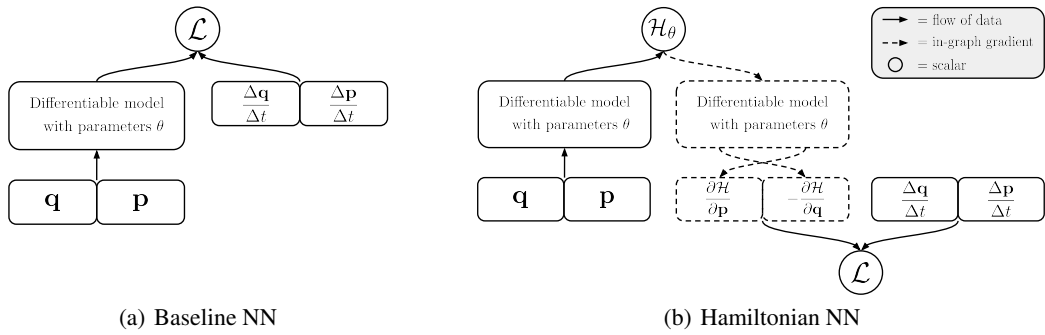 ℒ
Differentiable model
with parameters θ
Δq/Δt Δp/Δt
q p
(a) Baseline NN
ℋ_θ
Differentiable model
with parameters θ
Differentiable model
with parameters θ
q p
∂ℋ/∂p -∂ℋ/∂q
Δq/Δt Δp/Δt
ℒ
(b) Hamiltonian NN
= flow of data
= in-graph gradient
= scalar